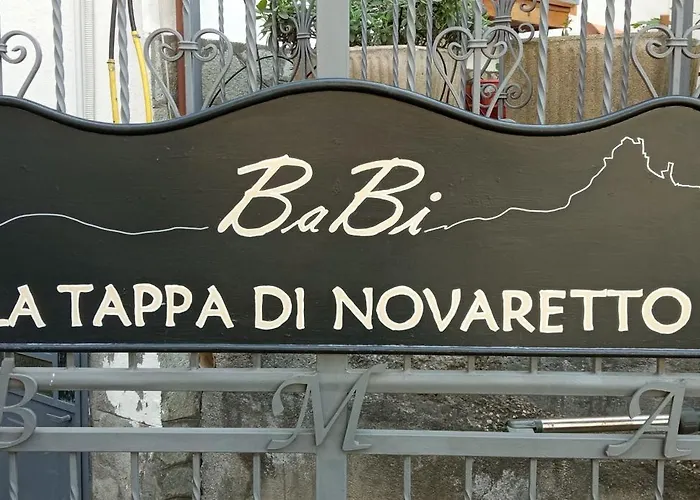 BaBi
LA TAPPA DI NOVARETTO
B M A